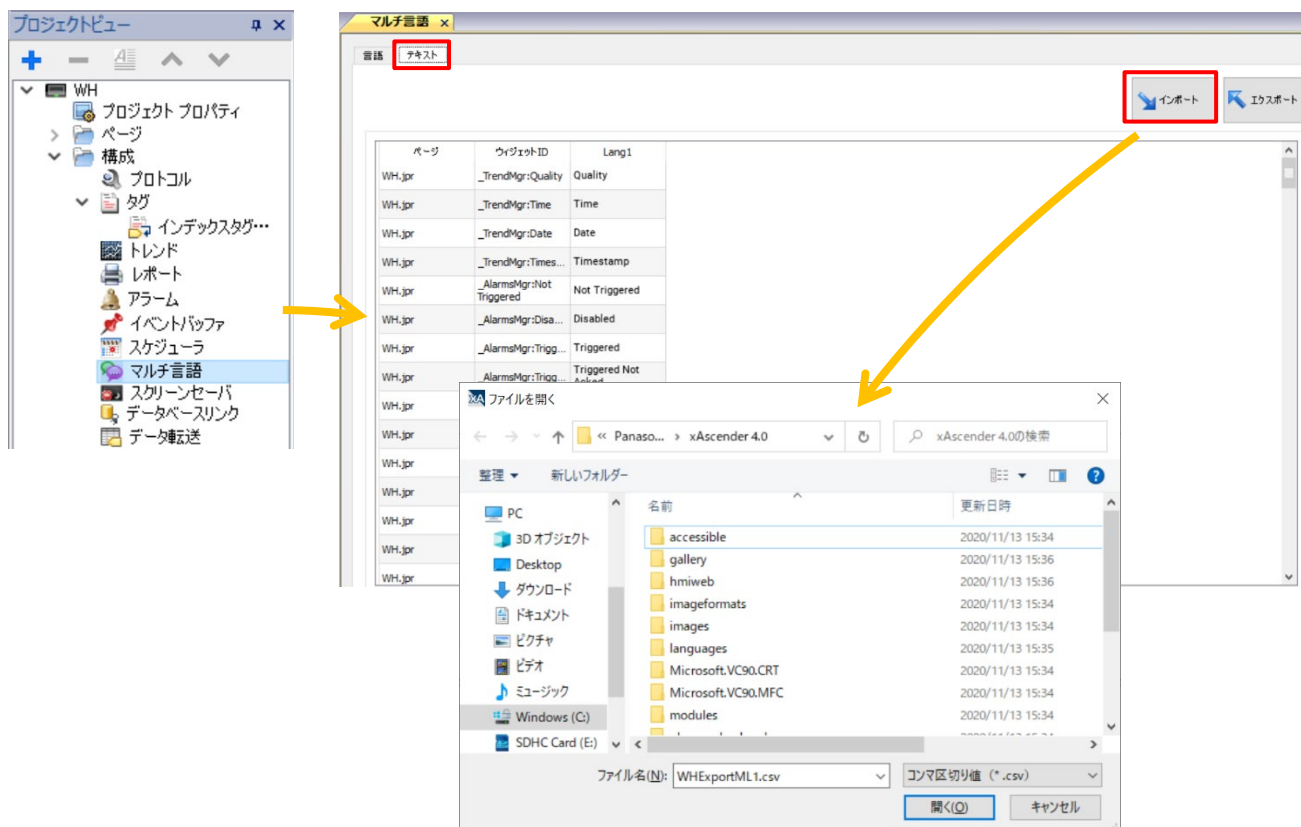 プロジェクトビュー
WH
プロジェクト プロパティ
ページ
構成
プロトコル
タグ
インデックスタグ…
トレンド
レポート
アラーム
イベントバッファ
スケジューラ
マルチ言語
スクリーンセーバ
データベースリンク
データ転送
マルチ言語
言語 テキスト
インポート エクスポート
ページ ウィジェットID Lang1
WH.jpr _TrendMgr:Quality Quality
WH.jpr _TrendMgr:Time Time
WH.jpr _TrendMgr:Date Date
WH.jpr _TrendMgr:Times... Timestamp
WH.jpr _AlarmsMgr:Not Triggered Not Triggered
WH.jpr _AlarmsMgr:Disa... Disabled
WH.jpr _AlarmsMgr:Trigg... Triggered
WH.jpr _AlarmsMgr:Trigg... Triggered Not
WH.jpr
WH.jpr
WH.jpr
WH.jpr
WH.jpr
WH.jpr
WH.jpr
ファイルを開く
« Panaso... › xAscender 4.0
xAscender 4.0の検索
整理 新しいフォルダー
PC
3D オブジェクト
Desktop
ダウンロード
ドキュメント
ピクチャ
ビデオ
ミュージック
Windows (C:)
SDHC Card (E:)
名前 更新日時
accessible 2020/11/13 15:34
gallery 2020/11/13 15:36
hmiweb 2020/11/13 15:36
imageformats 2020/11/13 15:34
images 2020/11/13 15:34
languages 2020/11/13 15:35
Microsoft.VC90.CRT 2020/11/13 15:34
Microsoft.VC90.MFC 2020/11/13 15:34
modules 2020/11/13 15:34
ファイル名(N): WHExportML1.csv コンマ区切り値 (*.csv)
開く(O) キャンセル